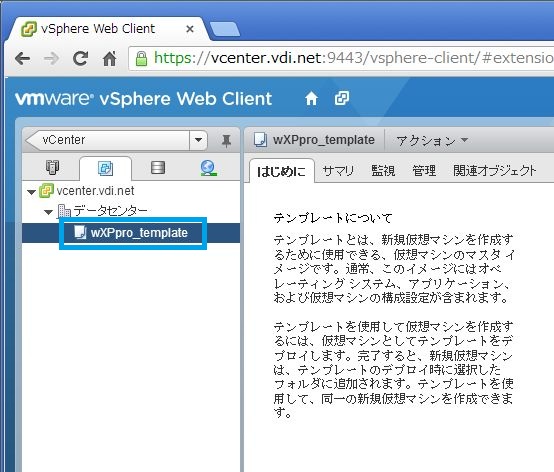 vSphere Web Client
https://vcenter.vdi.net:9443/vsphere-client/#extensio
vmware® vSphere Web Client
vCenter
wXPpro_template アクション
はじめに サマリ 監視 管理 関連オブジェクト
vcenter.vdi.net
データセンター
wXPpro_template
テンプレートについて
テンプレートとは、新規仮想マシンを作成す
るために使用できる、仮想マシンのマスタ イ
メージです。通常、このイメージにはオペ
レーティング システム、アプリケーション、
および仮想マシンの構成設定が含まれます。
テンプレートを使用して仮想マシンを作成す
るには、仮想マシンとしてテンプレートをデ
プロイします。完了すると、新規仮想マシン
は、テンプレートのデプロイ時に選択した
フォルダに追加されます。テンプレートを使
用して、同一の新規仮想マシンを作成できま
す。